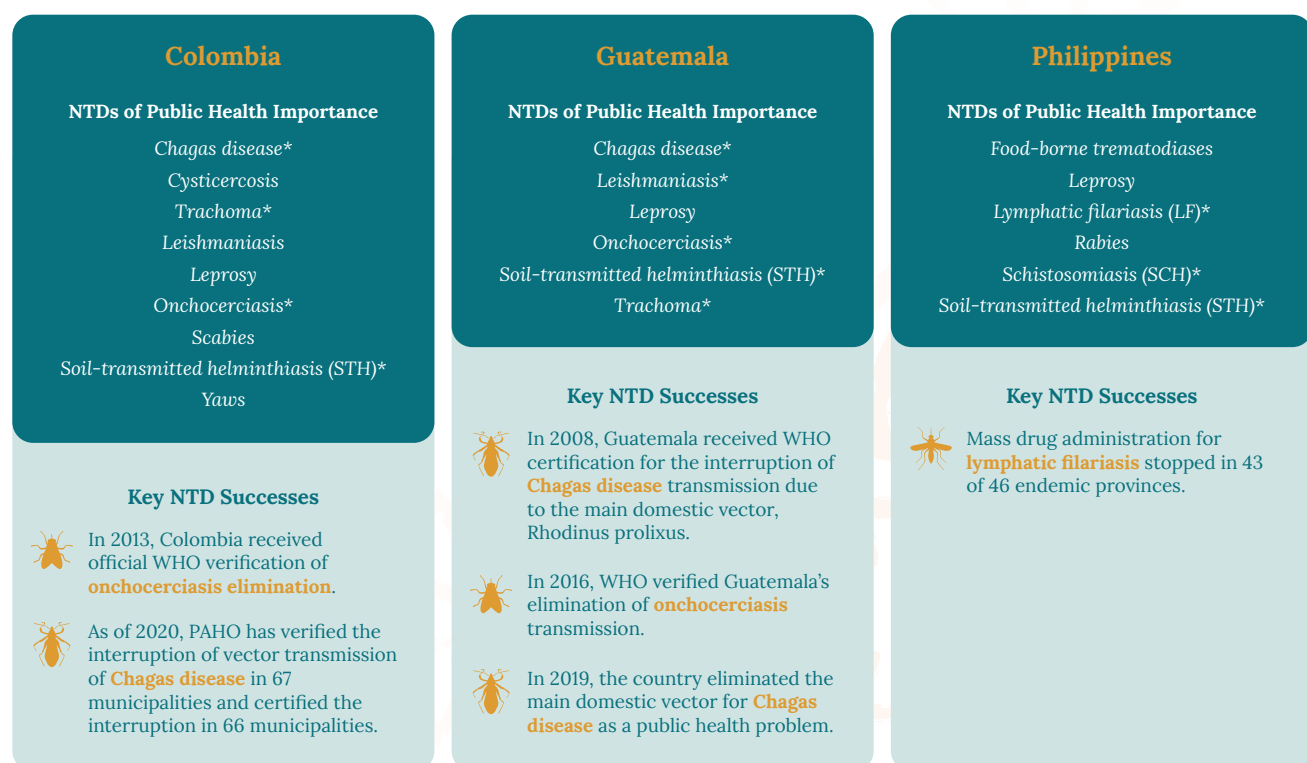 Colombia
NTDs of Public Health Importance
Chagas disease*
Cysticercosis
Trachoma*
Leishmaniasis
Leprosy
Onchocerciasis*
Scabies
Soil-transmitted helminthiasis (STH)*
Yaws
Key NTD Successes
In 2013, Colombia received
official WHO verification of
onchocerciasis elimination.
As of 2020, PAHO has verified the
interruption of vector transmission
of Chagas disease in 67
municipalities and certified the
interruption in 66 municipalities.
Guatemala
NTDs of Public Health Importance
Chagas disease*
Leishmaniasis*
Leprosy
Onchocerciasis*
Soil-transmitted helminthiasis (STH)*
Trachoma*
Key NTD Successes
In 2008, Guatemala received WHO
certification for the interruption of
Chagas disease transmission due
to the main domestic vector,
Rhodinus prolixus.
In 2016, WHO verified Guatemala’s
elimination of onchocerciasis
transmission.
In 2019, the country eliminated the
main domestic vector for Chagas
disease as a public health problem.
Philippines
NTDs of Public Health Importance
Food-borne trematodiases
Leprosy
Lymphatic filariasis (LF)*
Rabies
Schistosomiasis (SCH)*
Soil-transmitted helminthiasis (STH)*
Key NTD Successes
Mass drug administration for
lymphatic filariasis stopped in 43
of 46 endemic provinces.